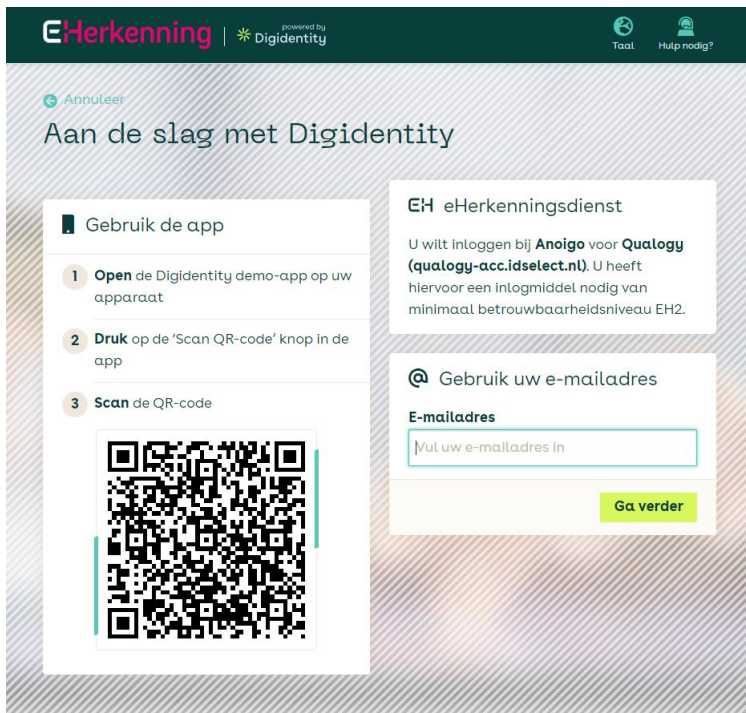 EHerkenning | powered by Digidentity
Taal
Hulp nodig?
Annuleer
Aan de slag met Digidentity
Gebruik de app
1 Open de Digidentity demo-app op uw
apparaat
2 Druk op de ‘Scan QR-code’ knop in de
app
3 Scan de QR-code
EH eHerkenningsdienst
U wilt inloggen bij Anoigo voor Qualogy
(qualogy-acc.idselect.nl). U heeft
hiervoor een inlogmiddel nodig van
minimaal betrouwbaarheidsniveau EH2.
@ Gebruik uw e-mailadres
E-mailadres
Vul uw e-mailadres in
Ga verder